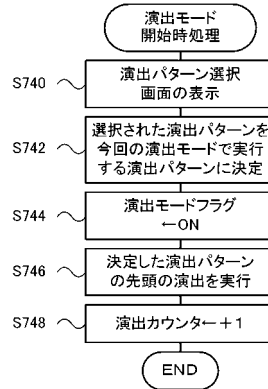 演出モード
開始時処理
S740
演出パターン選択
画面の表示
S742
選択された演出パターンを
今回の演出モードで実行
する演出パターンに決定
S744
演出モードフラグ
←ON
S746
決定した演出パターン
の先頭の演出を実行
S748
演出カウンタ←+1
END